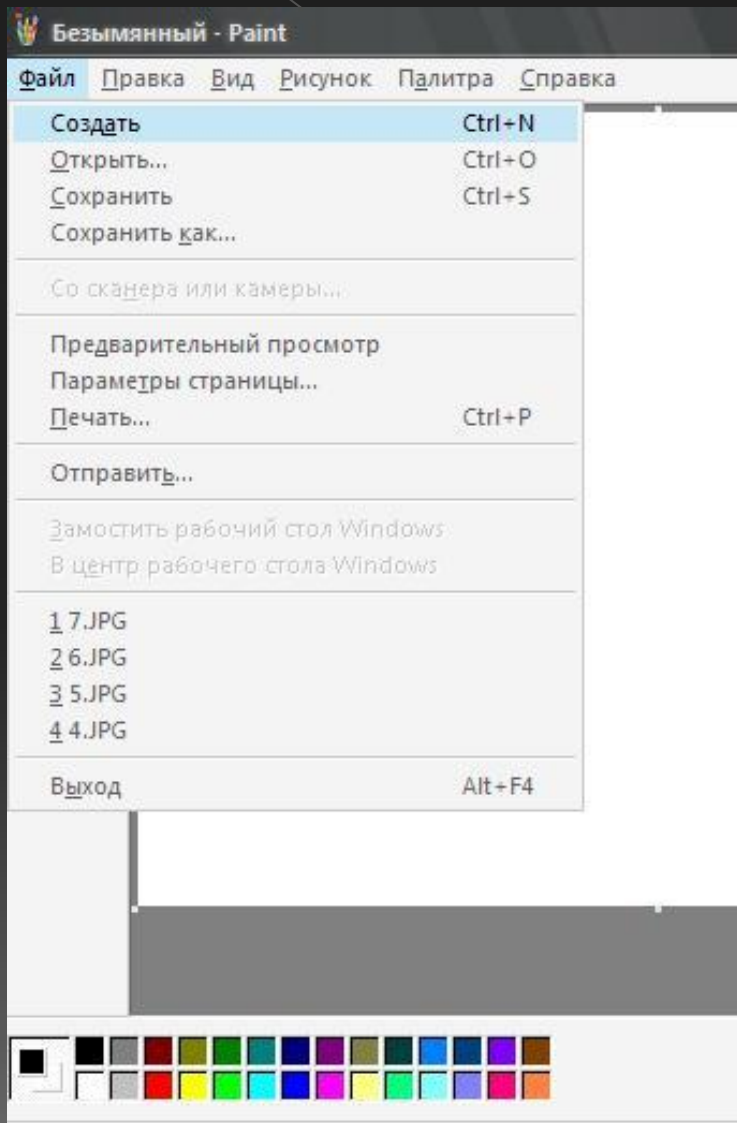 Безымянный - Paint
Файл Правка Вид Рисунок Палитра Справка
Создать Ctrl+N
Открыть... Ctrl+O
Сохранить Ctrl+S
Сохранить как...
Со сканера или камеры...
Предварительный просмотр
Параметры страницы...
Печать... Ctrl+P
Отправить...
Замостить рабочий стол Windows
В центр рабочего стола Windows
1 7.JPG
2 6.JPG
3 5.JPG
4 4.JPG
Выход Alt+F4